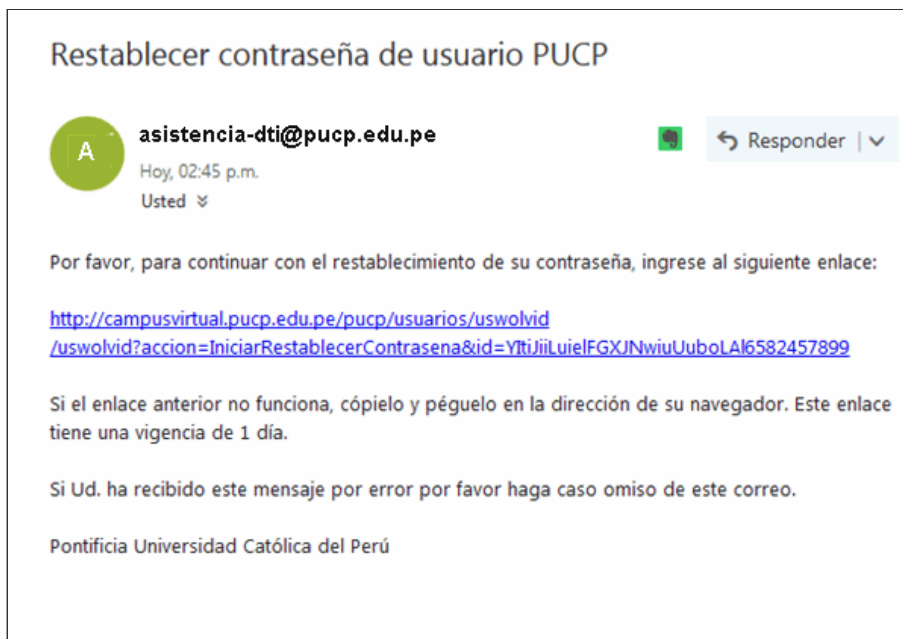 Restablecer contraseña de usuario PUCP
A
asistencia-dti@pucp.edu.pe
Responder
Hoy, 02:45 p.m.
Usted
Por favor, para continuar con el restablecimiento de su contraseña, ingrese al siguiente enlace:
http://campusvirtual.pucp.edu.pe/pucp/usuarios/uswolvid
/uswolvid?accion=IniciarRestablecerContrasena&id=YItiJiiLuielFGXJNwiuUuboLAl6582457899
Si el enlace anterior no funciona, cópielo y péguelo en la dirección de su navegador. Este enlace
tiene una vigencia de 1 día.
Si Ud. ha recibido este mensaje por error por favor haga caso omiso de este correo.
Pontificia Universidad Católica del Perú